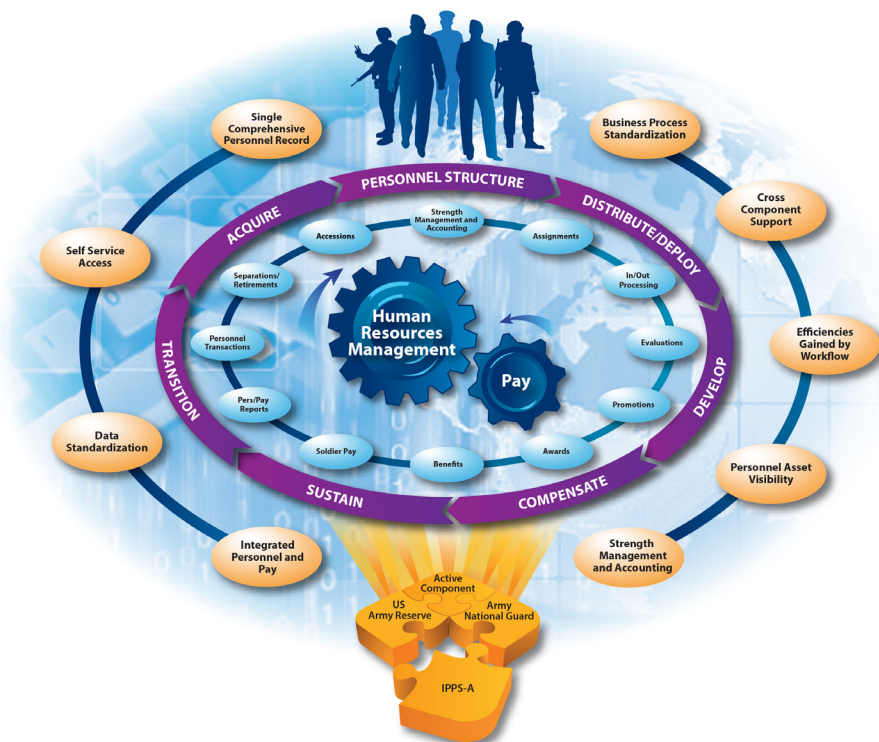 Single
Comprehensive
Personnel Record
Business Process
Standardization
PERSONNEL STRUCTURE
ACQUIRE
DISTRIBUTE/DEPLOY
Cross
Component
Support
Strength
Management and
Accounting
Accessions
Assignments
Self Service
Access
Separations/
Retirements
In/Out
Processing
Human
Resources
Management
Personnel
Transactions
Evaluations
Efficiencies
Gained by
Workflow
TRANSITION
Pay
DEVELOP
Pers/Pay
Reports
Promotions
Data
Standardization
Soldier Pay
Benefits
Awards
Personnel Asset
Visibility
SUSTAIN
COMPENSATE
Integrated
Personnel and
Pay
Strength
Management
and Accounting
Active
Component
US
Army Reserve
Army
National Guard
IPPS-A